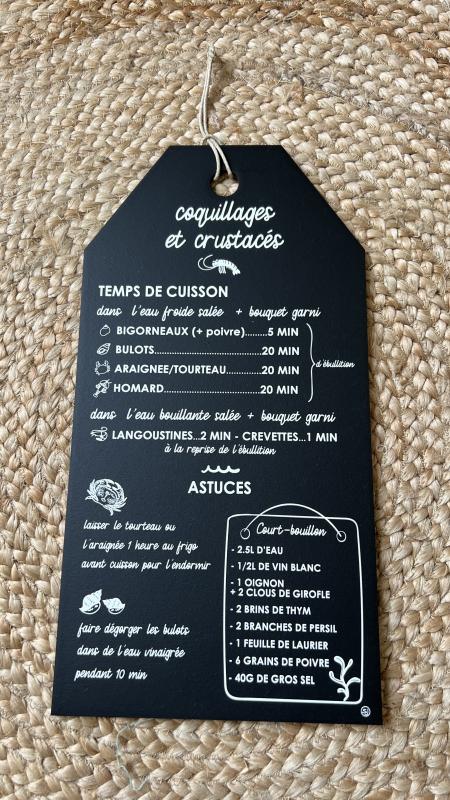 coquillages
et crustacés
TEMPS DE CUISSON
dans l'eau froide salée + bouquet garni
BIGORNEAUX (+ poivre).......5 MIN
BULOTS...............................20 MIN
ARAIGNEE/TOURTEAU..........20 MIN
HOMARD............................20 MIN
d'ébullition
dans l'eau bouillante salée + bouquet garni
LANGOUSTINES...2 MIN - CREVETTES...1 MIN
à la reprise de l'ébullition
ASTUCES
laisser le tourteau ou
l'araignée 1 heure au frigo
avant cuisson pour l'endormir
faire dégorger les bulots
dans de l'eau vinaigrée
pendant 10 min
Court-bouillon
- 2.5L D'EAU
- 1/2L DE VIN BLANC
- 1 OIGNON
+ 2 CLOUS DE GIROFLE
- 2 BRINS DE THYM
- 2 BRANCHES DE PERSIL
- 1 FEUILLE DE LAURIER
- 6 GRAINS DE POIVRE
- 40G DE GROS SEL